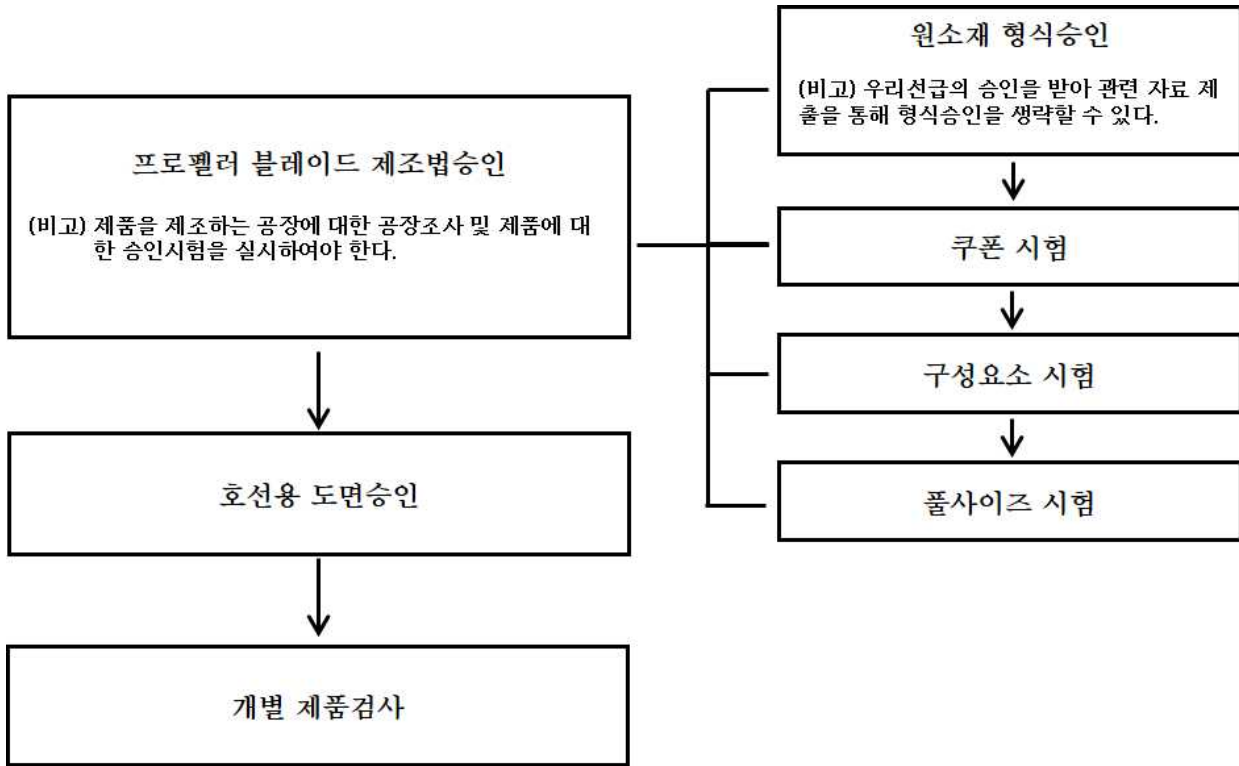 프로펠러 블레이드 제조법승인
(비고) 제품을 제조하는 공장에 대한 공장조사 및 제품에 대
한 승인시험을 실시하여야 한다.
호선용 도면승인
개별 제품검사
원소재 형식승인
(비고) 우리선급의 승인을 받아 관련 자료 제
출을 통해 형식승인을 생략할 수 있다.
쿠폰 시험
구성요소 시험
풀사이즈 시험